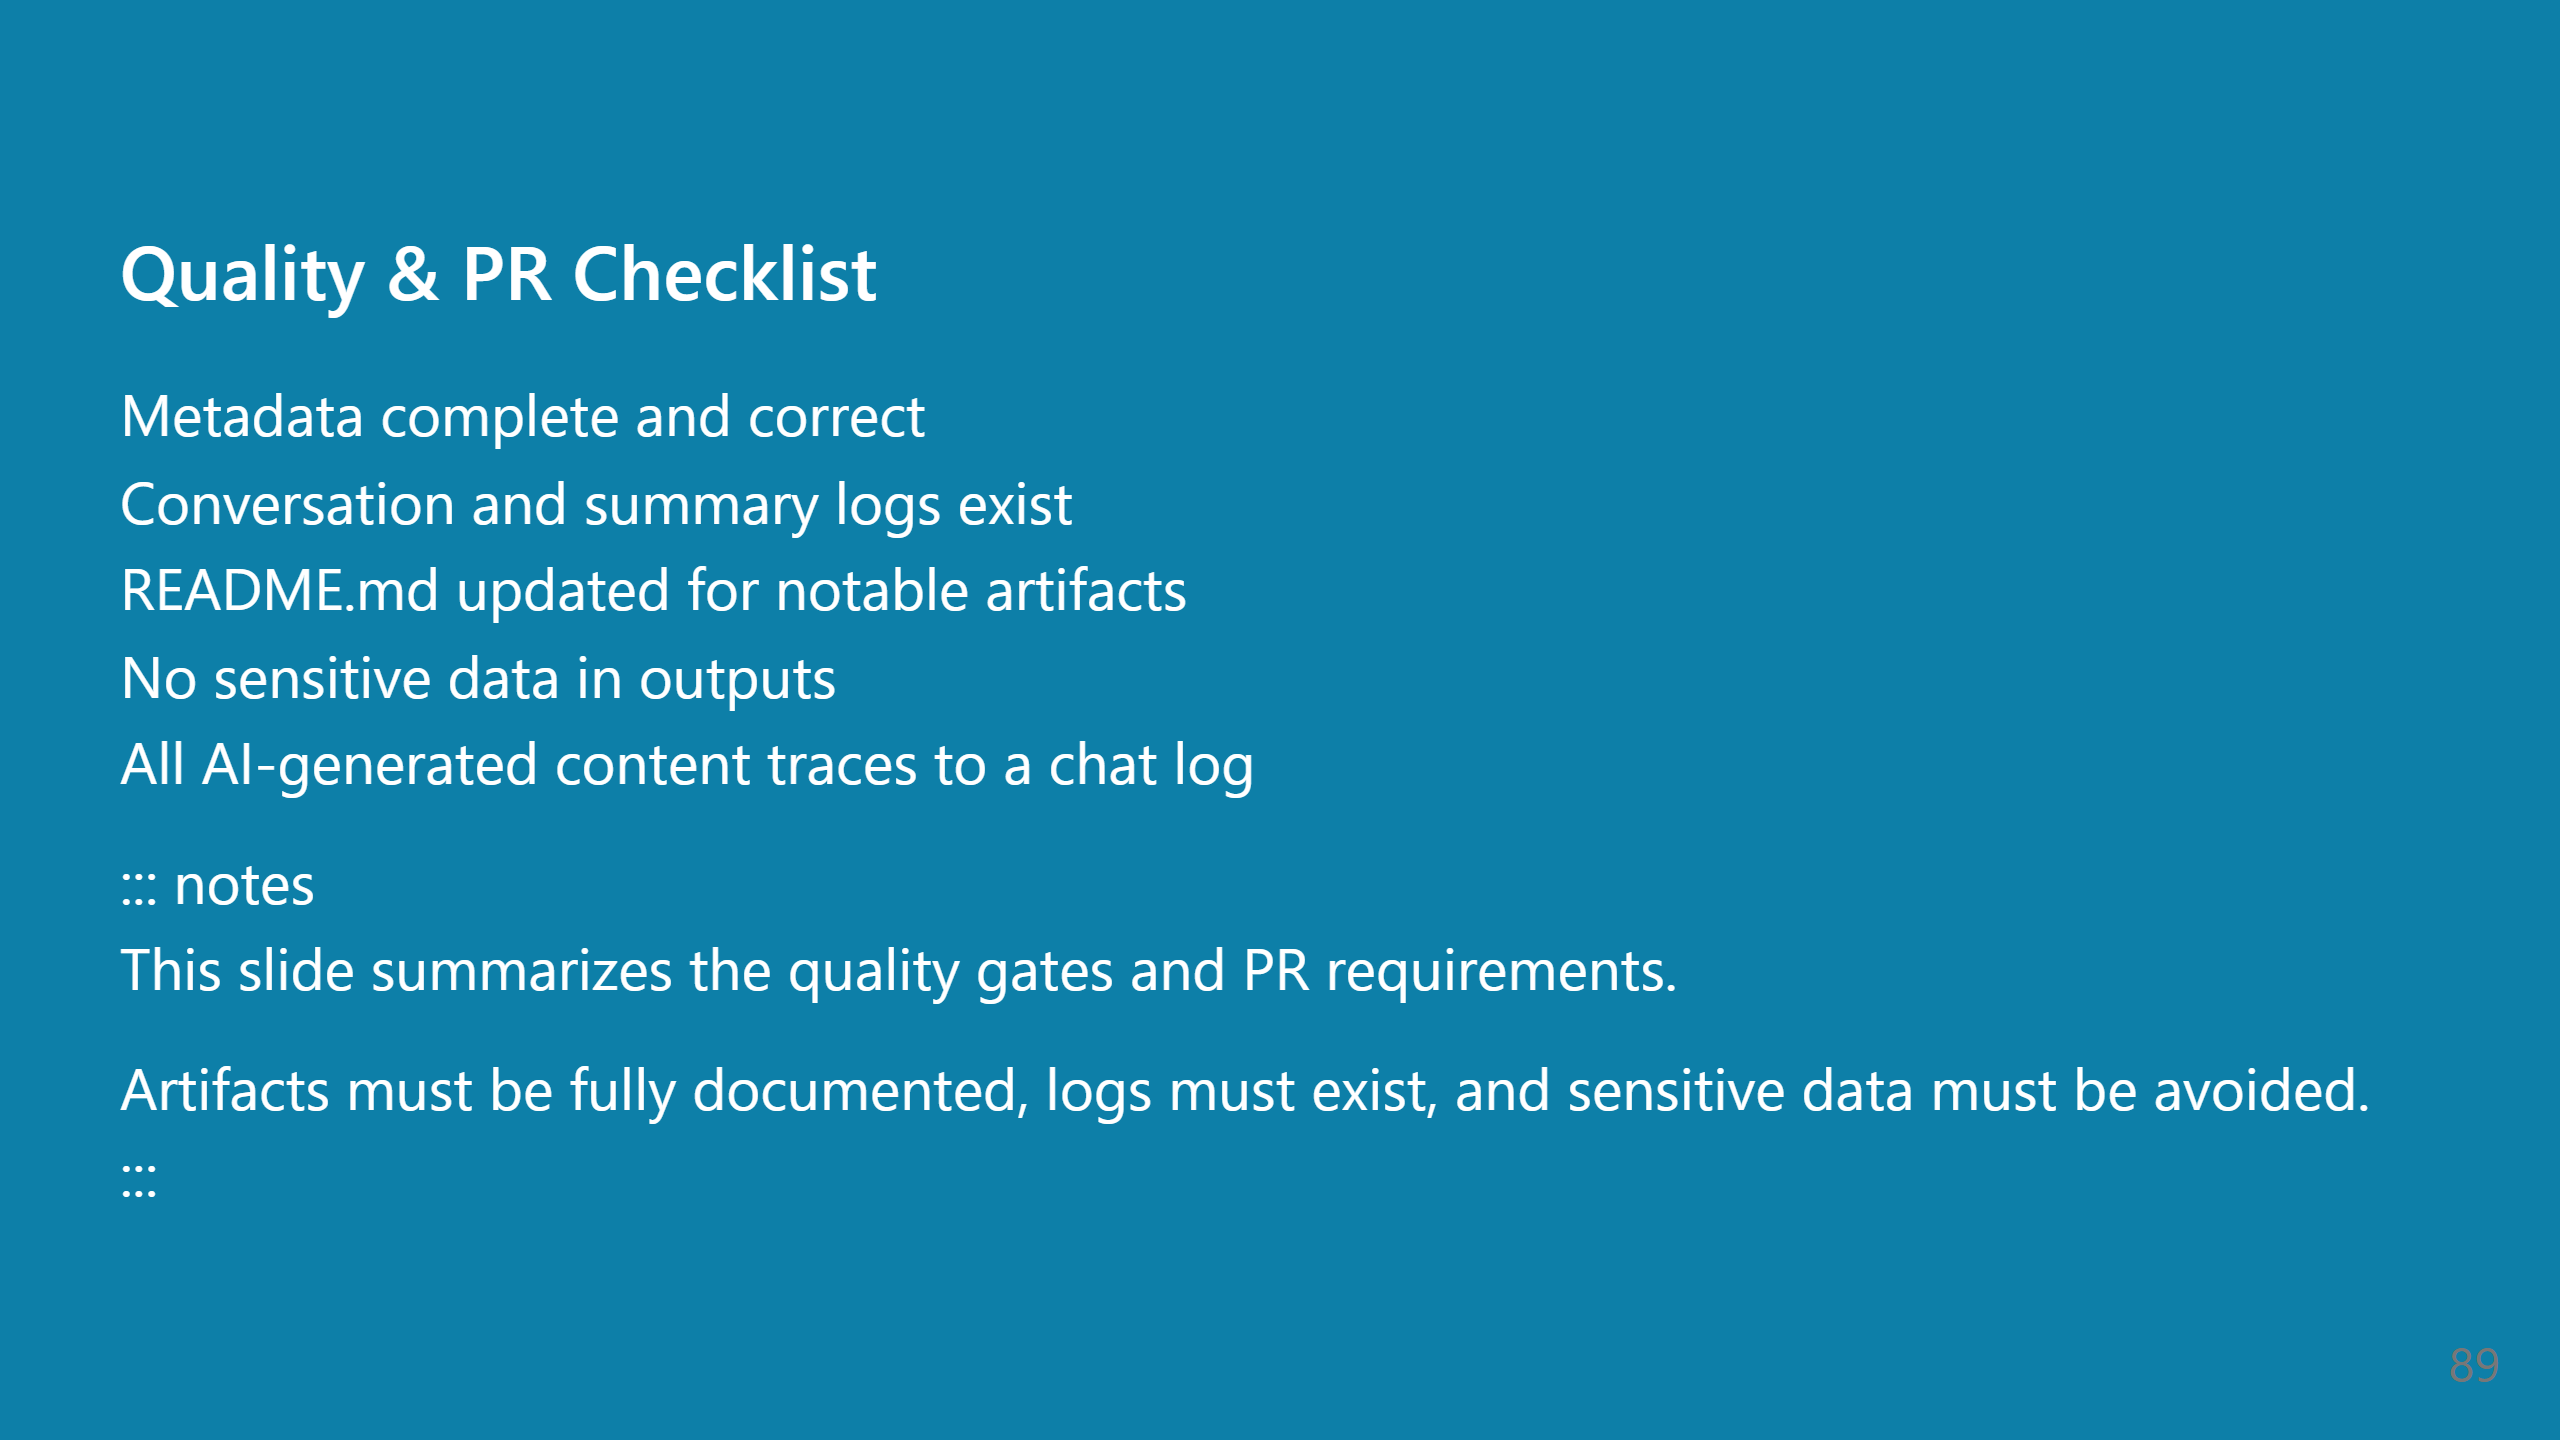 Quality & PR Checklist
Metadata complete and correct
Conversation and summary logs exist
README.md updated for notable artifacts
No sensitive data in outputs
All AI-generated content traces to a chat log
::: notes
This slide summarizes the quality gates and PR requirements.
Artifacts must be fully documented, logs must exist, and sensitive data must be avoided.
:::
89